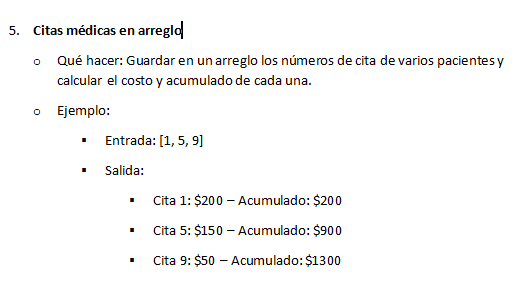 5. Citas médicas en arreglo
o Qué hacer: Guardar en un arreglo los números de cita de varios pacientes y
calcular el costo y acumulado de cada una.
o Ejemplo:
▪ Entrada: [1, 5, 9]
▪ Salida:
▪ Cita 1: $200 – Acumulado: $200
▪ Cita 5: $150 – Acumulado: $900
▪ Cita 9: $50 – Acumulado: $1300